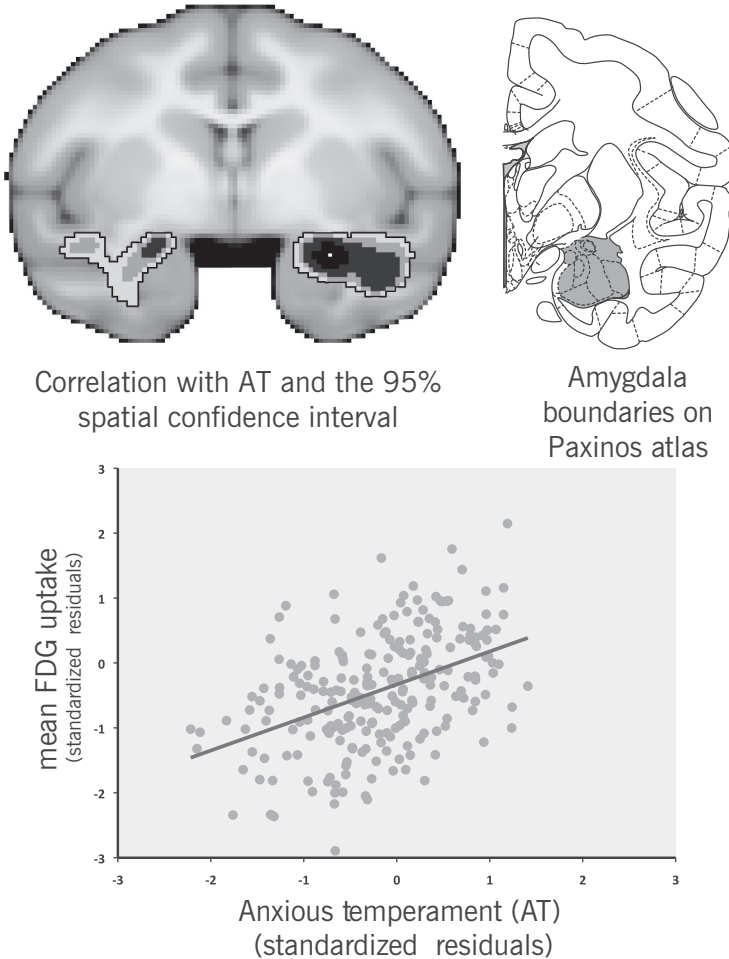 Correlation with AT and the 95%
spatial confidence interval
Amygdala
boundaries on
Paxinos atlas
3
2
1
0
-1
-2
-3
mean FDG uptake
(standardized residuals)
-3 -2 -1 0 1 2 3
Anxious temperament (AT)
(standardized residuals)